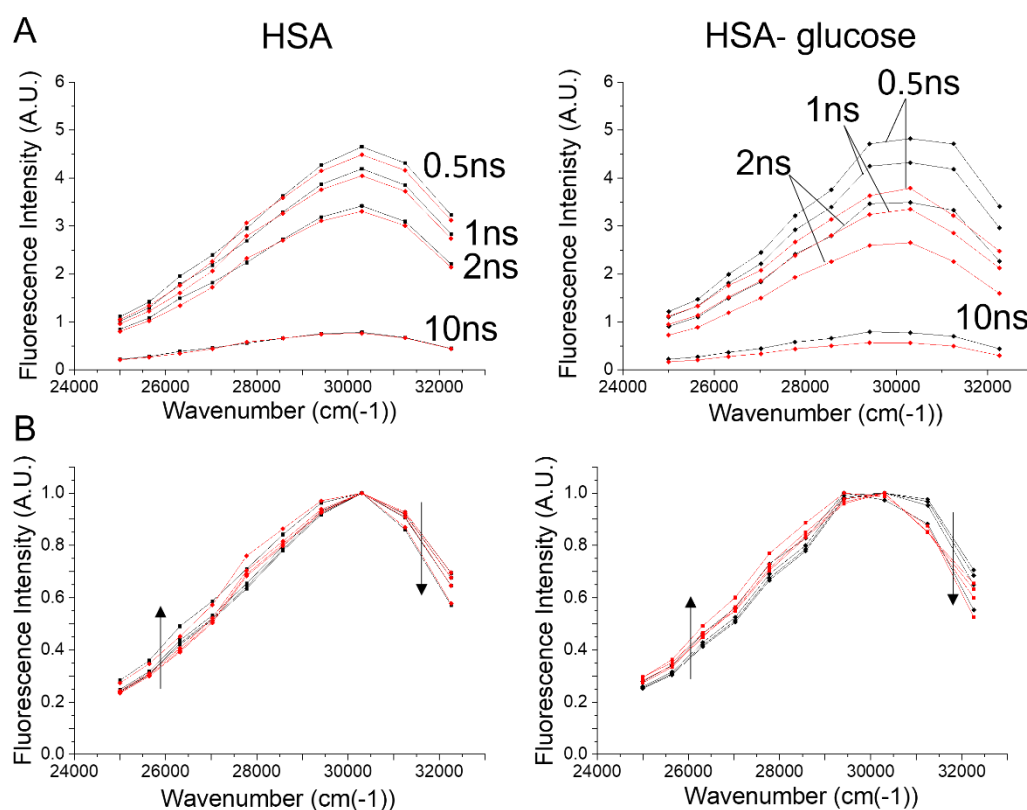 A
HSA
HSA- glucose
Fluorescence Intensity (A.U.)
6
5
4
3
2
1
0
0.5ns
1ns
2ns
10ns
24000 26000 28000 30000 32000
Wavenumber (cm(-1))
Fluorescence Intenisty (A.U.)
6
5
4
3
2
1
0
0.5ns
1ns
2ns
10ns
24000 26000 28000 30000 32000
Wavenumber (cm(-1))
B
Fluorescence Intensity (A.U.)
1.0
0.8
0.6
0.4
0.2
0.0
24000 26000 28000 30000 32000
Wavenumber (cm(-1))
Fluorescence Intensity (A.U.)
1.0
0.8
0.6
0.4
0.2
0.0
24000 26000 28000 30000 32000
Wavenumber (cm(-1))